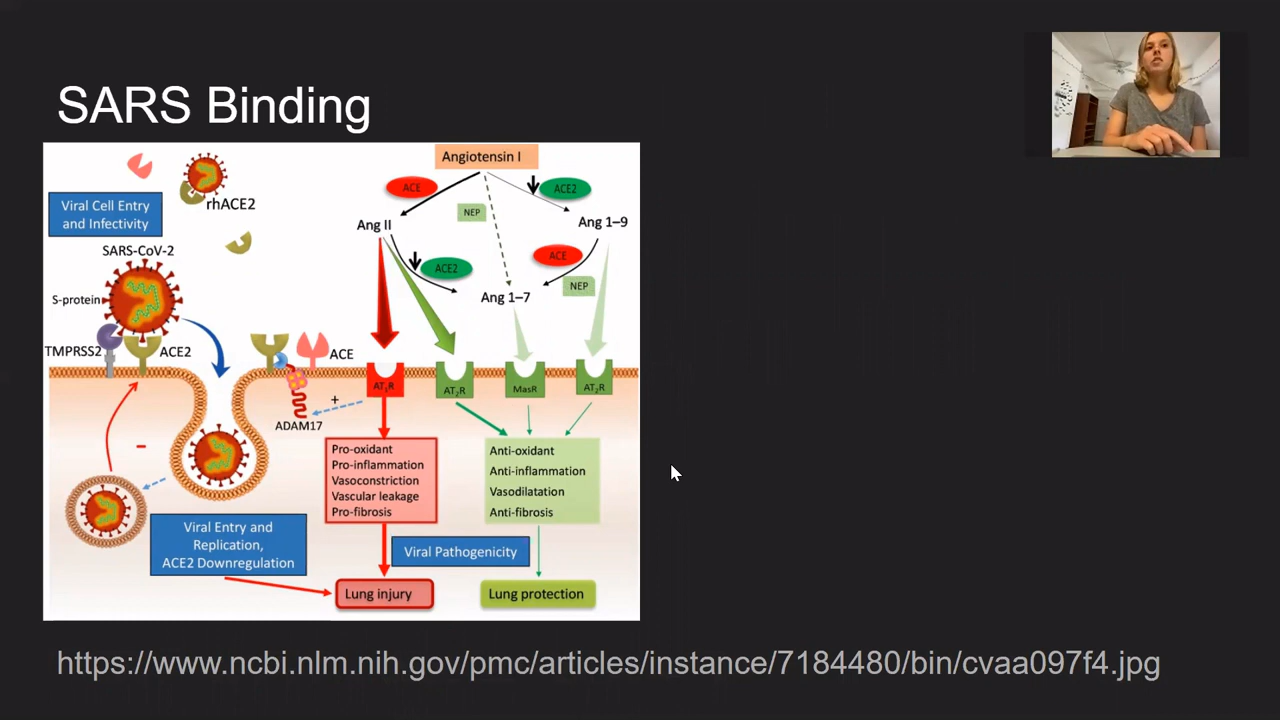 SARS Binding
Viral Cell Entry
and Infectivity
rhACE2
SARS-CoV-2
S-protein
TMPRSS2
ACE2
ACE
ADAM17
+
−
Viral Entry and
Replication,
ACE2 Downregulation
Angiotensin I
ACE
ACE2
NEP
Ang II
Ang 1–9
ACE2
ACE
Ang 1–7
NEP
AT₁R
AT₂R
MasR
AT₂R
Pro-oxidant
Pro-inflammation
Vasoconstriction
Vascular leakage
Pro-fibrosis
Anti-oxidant
Anti-inflammation
Vasodilatation
Anti-fibrosis
Viral Pathogenicity
Lung injury
Lung protection
https://www.ncbi.nlm.nih.gov/pmc/articles/instance/7184480/bin/cvaa097f4.jpg